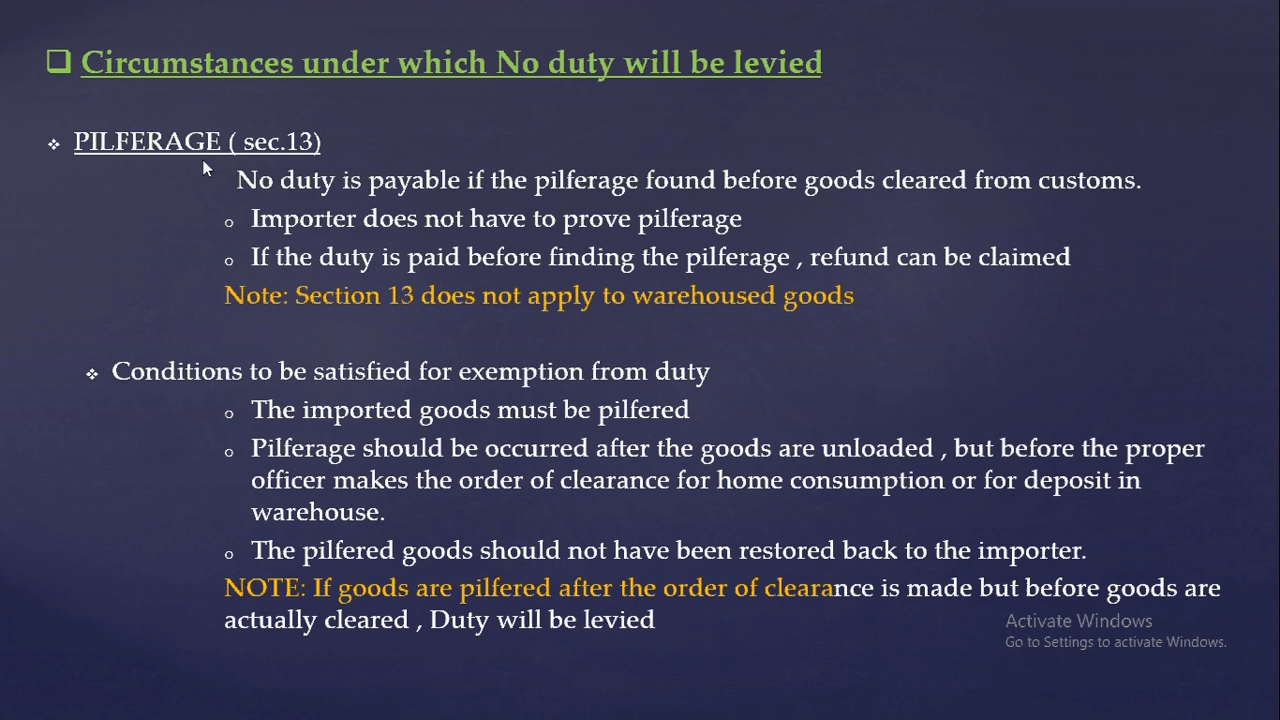 Circumstances under which No duty will be levied
PILFERAGE ( sec.13)
No duty is payable if the pilferage found before goods cleared from customs.
Importer does not have to prove pilferage
If the duty is paid before finding the pilferage , refund can be claimed
Note: Section 13 does not apply to warehoused goods
Conditions to be satisfied for exemption from duty
The imported goods must be pilfered
Pilferage should be occurred after the goods are unloaded , but before the proper
officer makes the order of clearance for home consumption or for deposit in
warehouse.
The pilfered goods should not have been restored back to the importer.
NOTE: If goods are pilfered after the order of clearance is made but before goods are
actually cleared , Duty will be levied
Activate Windows
Go to Settings to activate Windows.